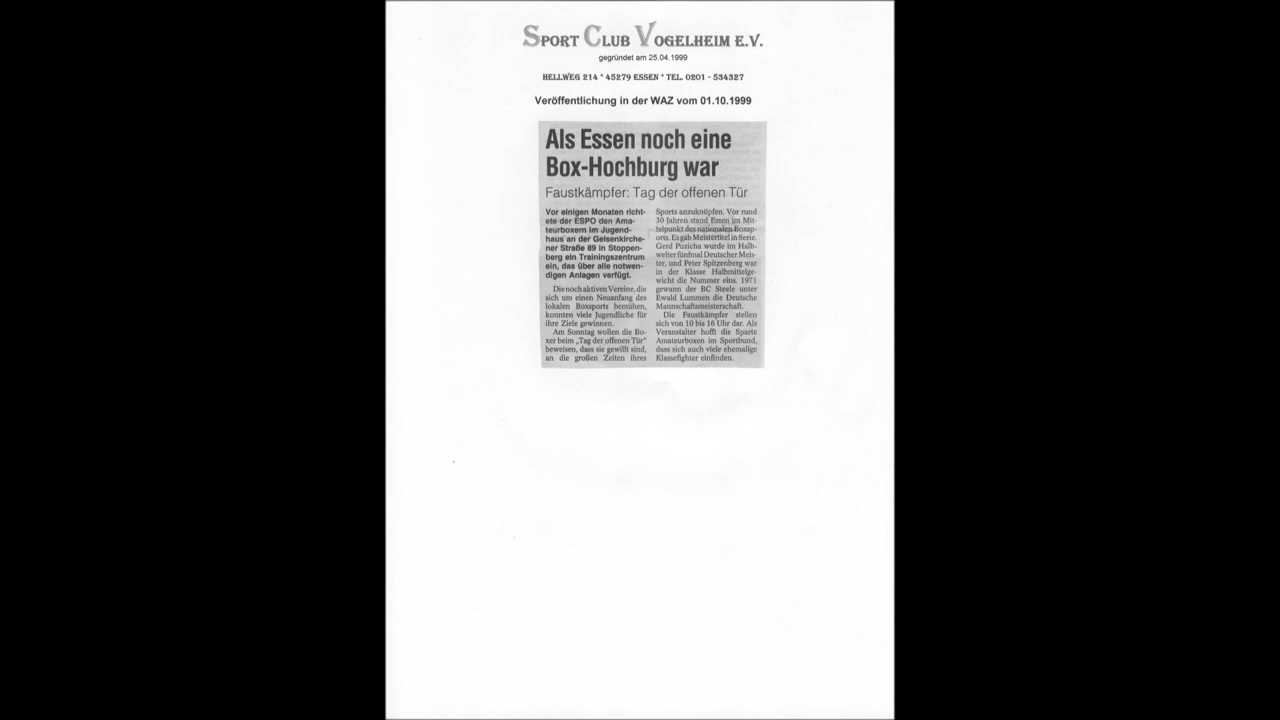 SPORT CLUB VOGELHEIM E.V.
gegründet am 25.04.1999
HELLWEG 214 * 45279 ESSEN * TEL. 0201 - 534327
Veröffentlichung in der WAZ vom 01.10.1999
Als Essen noch eine
Box-Hochburg war
Faustkämpfer: Tag der offenen Tür
Vor einigen Monaten richt-
ete der ESPO den Ama-
teurboxern im Jugend-
haus an der Gelsenkirche-
ner Straße 89 in Stoppen-
berg ein Trainingszentrum
ein, das über alle notwen-
digen Anlagen verfügt.
Die noch aktiven Vereine, die
sich um einen Neuanfang des
lokalen Boxsports bemühen,
konnten viele Jugendliche für
ihre Ziele gewinnen.
Am Sonntag wollen die Bo-
xer beim „Tag der offenen Tür"
beweisen, dass sie gewillt sind,
an die großen Zeiten ihres
Sports anzuknüpfen. Vor rund
30 Jahren stand Essen im Mit-
telpunkt des nationalen Boxsp-
orts. Es gab Meistertitel in Serie.
Gerd Puzicha wurde im Halb-
welter fünfmal Deutscher Meis-
ter, und Peter Spitzenberg war
in der Klasse Halbmittelge-
wicht die Nummer eins. 1971
gewann der BC Steele unter
Ewald Lummen die Deutsche
Mannschaftsmeisterschaft.
Die Faustkämpfer stellen
sich von 10 bis 16 Uhr dar. Als
Veranstalter hofft die Sparte
Amateurboxen im Sportbund,
dass sich auch viele ehemalige
Klassefighter einfinden.